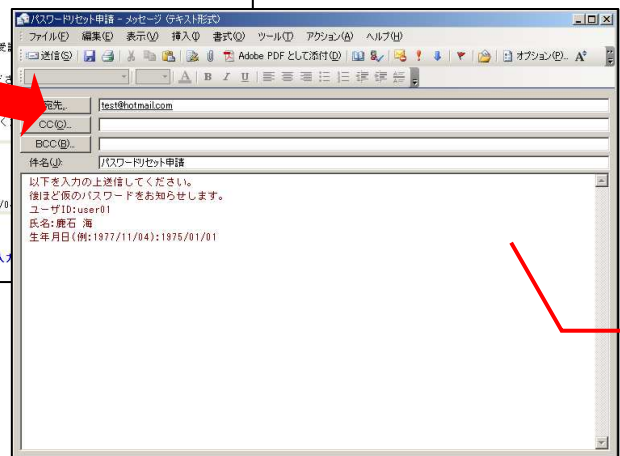 パスワードリセット申請 - メッセージ (テキスト形式)
ファイル(F) 編集(E) 表示(V) 挿入(I) 書式(O) ツール(T) アクション(A) ヘルプ(H)
送信(S) Adobe PDF として添付(D) オプション(P)...
A B I U
宛先...
test@hotmail.com
CC(C)...
BCC(B)...
件名(J): パスワードリセット申請
以下を入力の上送信してください。
後ほど仮のパスワードをお知らせします。
ユーザID:user01
氏名:鹿石 海
生年月日(例:1977/11/04):1975/01/01